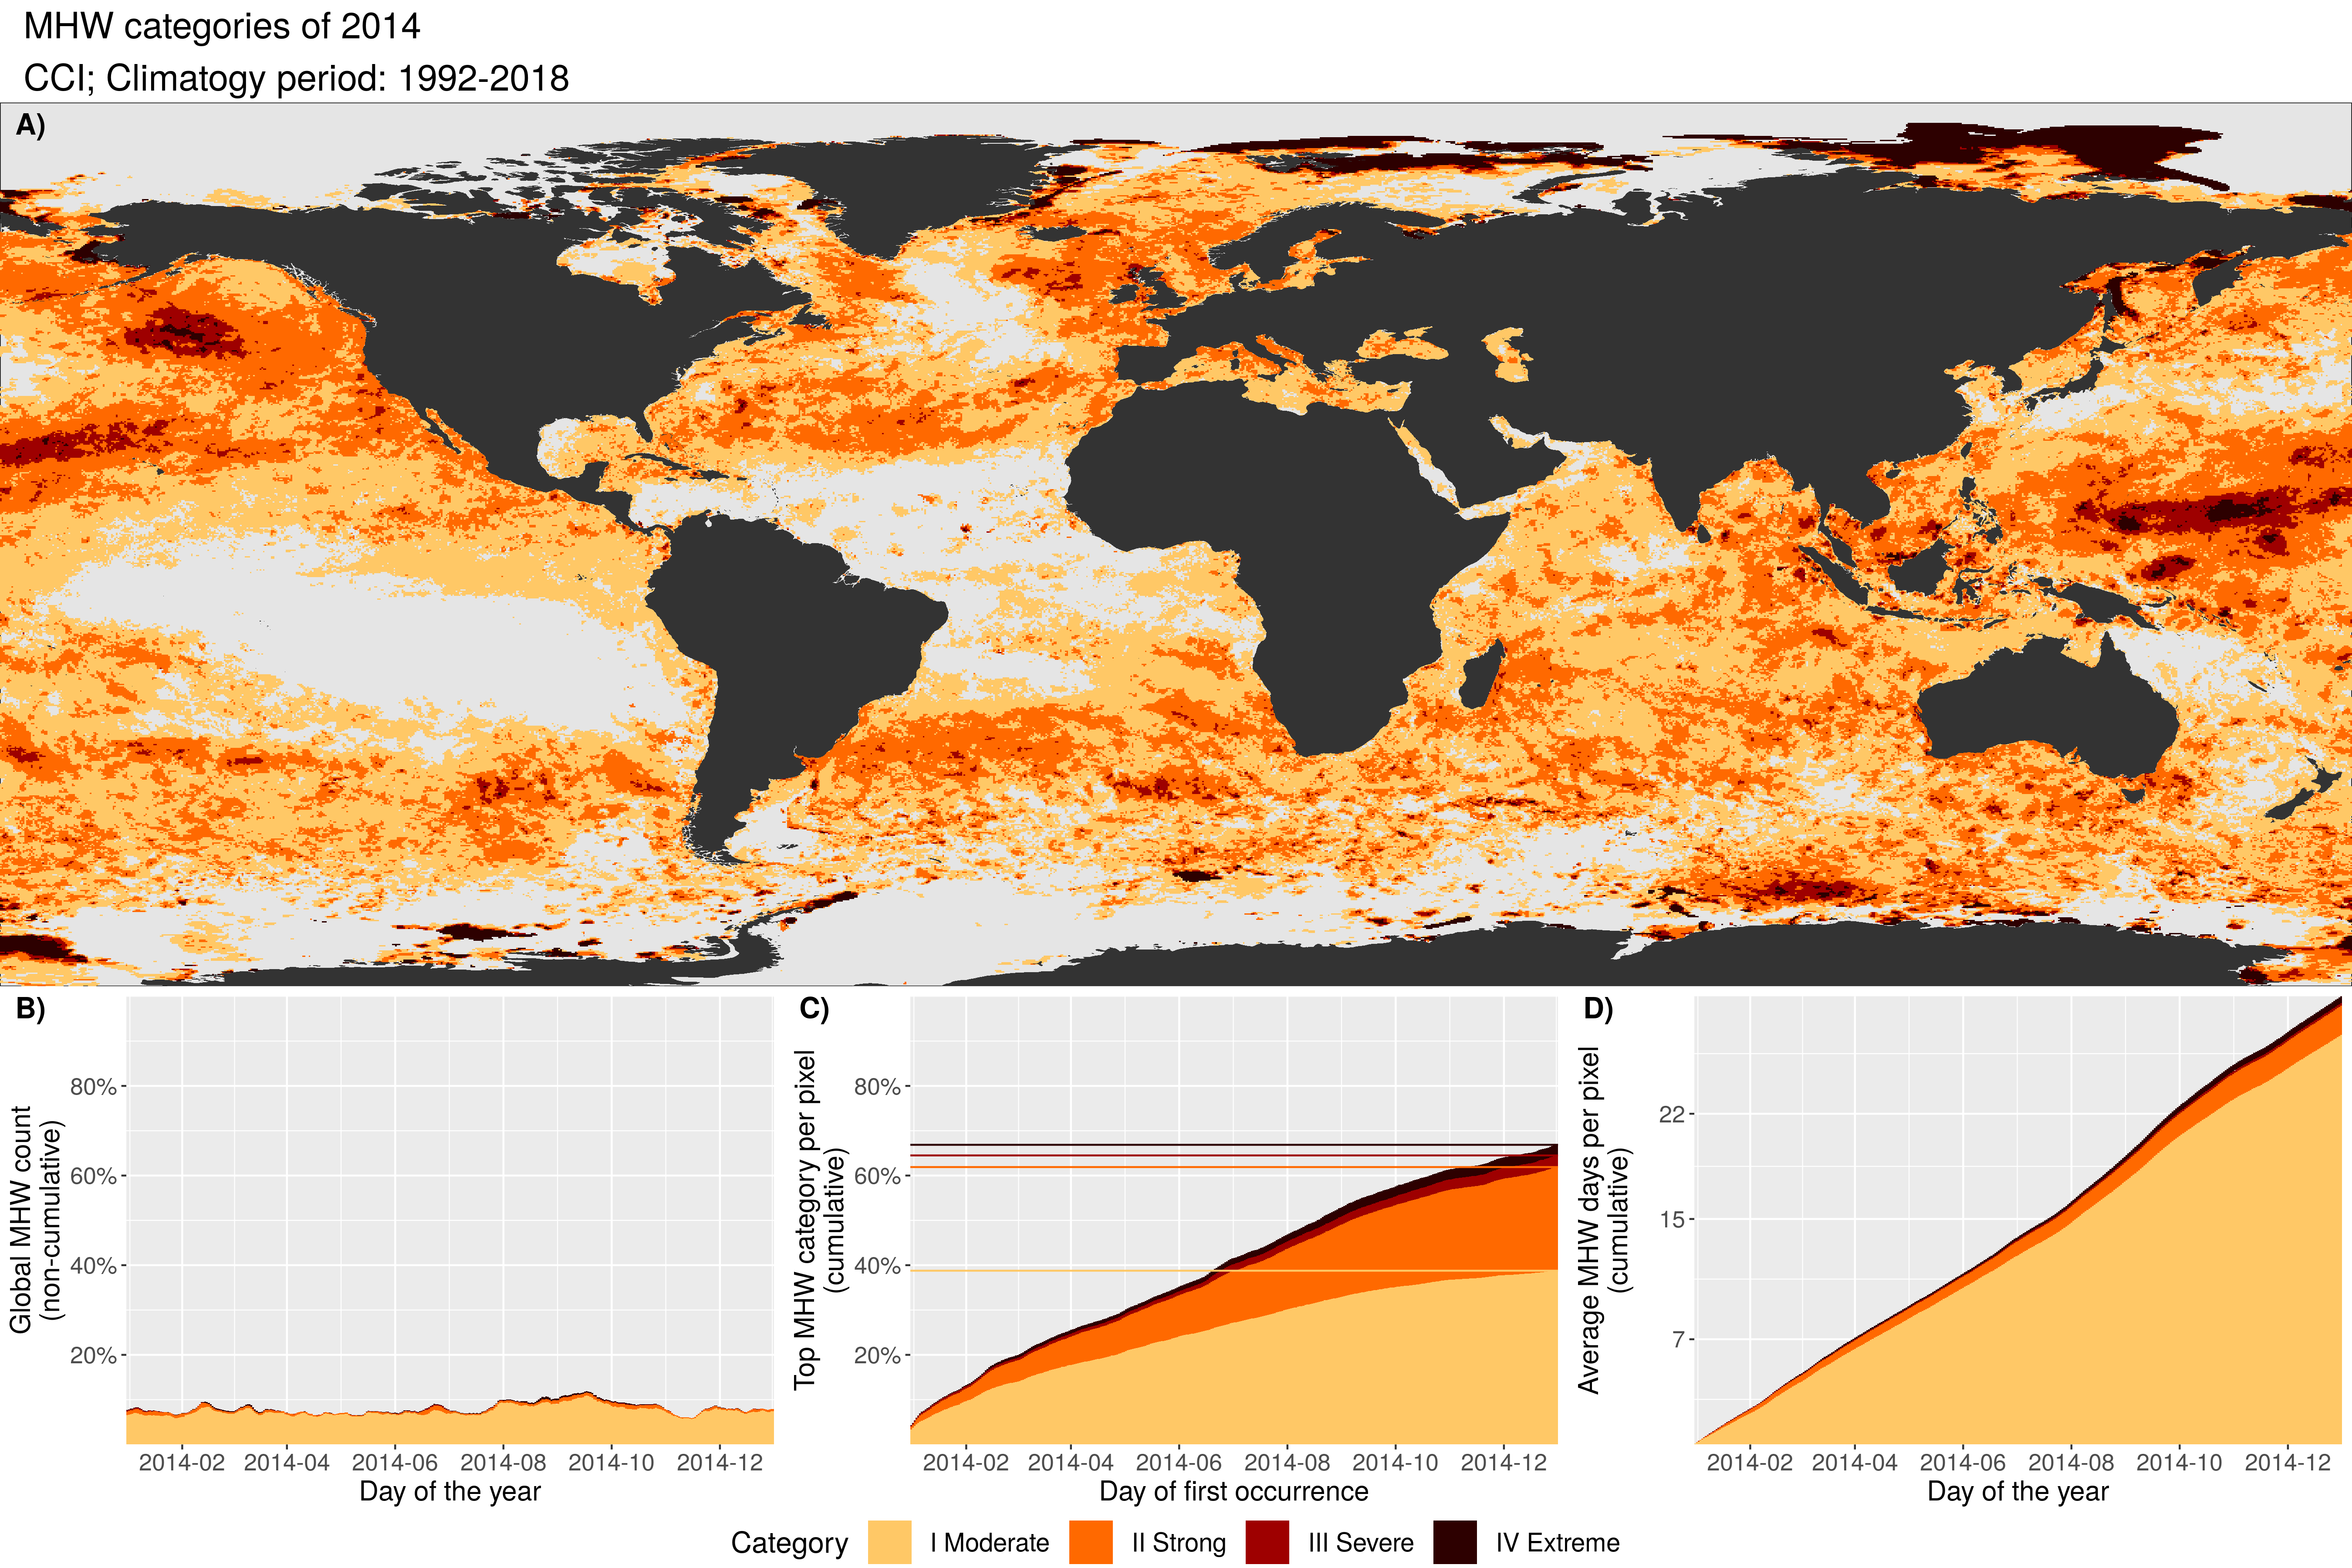 MHW categories of 2014
CCI; Climatogy period: 1992-2018
A)
B)
Global MHW count
(non-cumulative)
80%
60%
40%
20%
2014-02 2014-04 2014-06 2014-08 2014-10 2014-12
Day of the year
C)
Top MHW category per pixel
(cumulative)
80%
60%
40%
20%
2014-02 2014-04 2014-06 2014-08 2014-10 2014-12
Day of first occurrence
D)
Average MHW days per pixel
(cumulative)
22
15
7
2014-02 2014-04 2014-06 2014-08 2014-10 2014-12
Day of the year
Category I Moderate II Strong III Severe IV Extreme